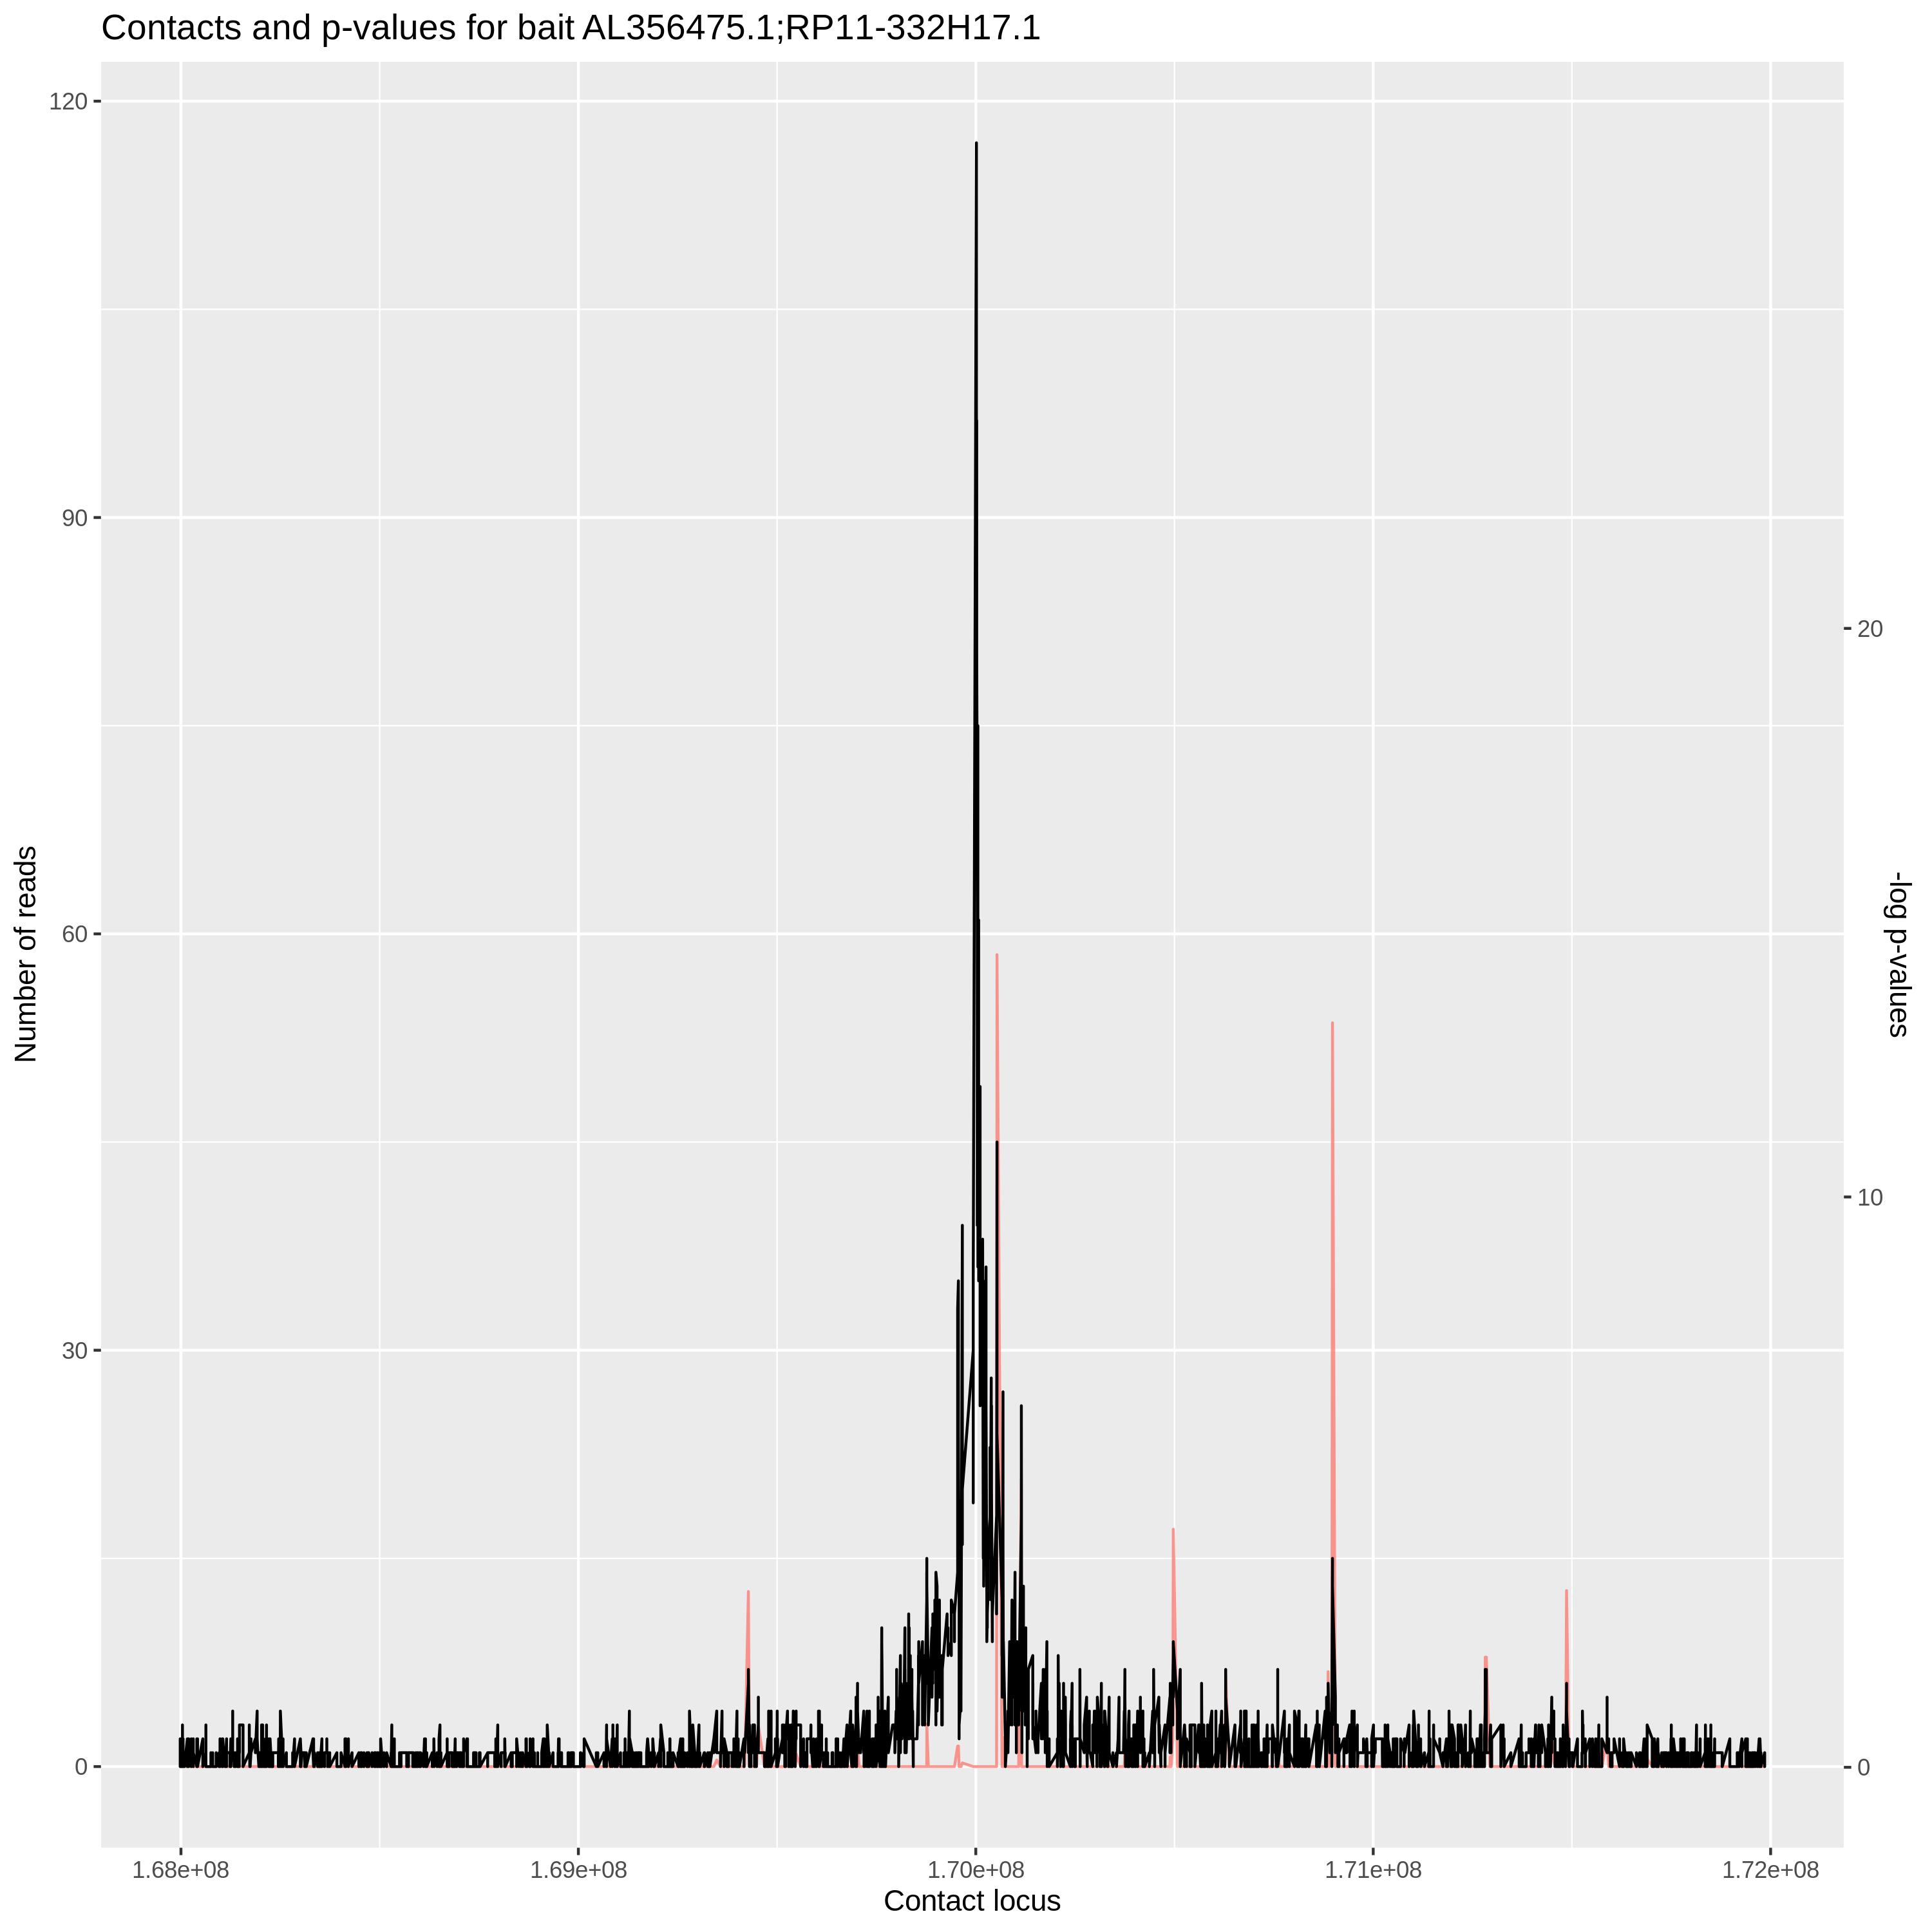 Contacts and p-values for bait AL356475.1;RP11-332H17.1
120
90
60
30
0
Number of reads
20
10
0
-log p-values
1.68e+08
1.69e+08
1.70e+08
1.71e+08
1.72e+08
Contact locus